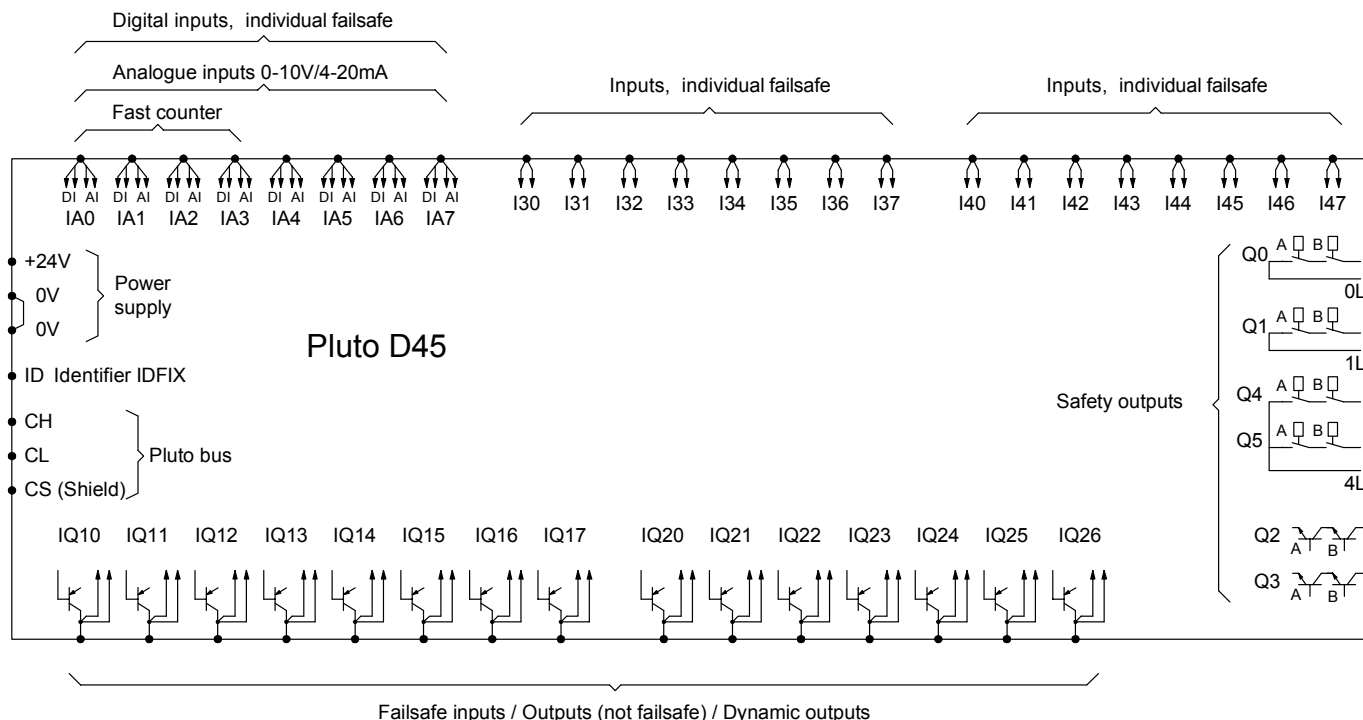 Digital inputs, individual failsafe
Analogue inputs 0-10V/4-20mA
Fast counter
Inputs, individual failsafe
Inputs, individual failsafe
DI AI DI AI DI AI DI AI DI AI DI AI DI AI DI AI
IA0 IA1 IA2 IA3 IA4 IA5 IA6 IA7
I30 I31 I32 I33 I34 I35 I36 I37
I40 I41 I42 I43 I44 I45 I46 I47
+24V
0V
0V
Power
supply
ID Identifier IDFIX
CH
CL
CS (Shield)
Pluto bus
Pluto D45
Safety outputs
Q0 A B
0L
Q1 A B
1L
Q4 A B
Q5 A B
4L
Q2 A B
Q3 A B
IQ10 IQ11 IQ12 IQ13 IQ14 IQ15 IQ16 IQ17
IQ20 IQ21 IQ22 IQ23 IQ24 IQ25 IQ26
Failsafe inputs / Outputs (not failsafe) / Dynamic outputs